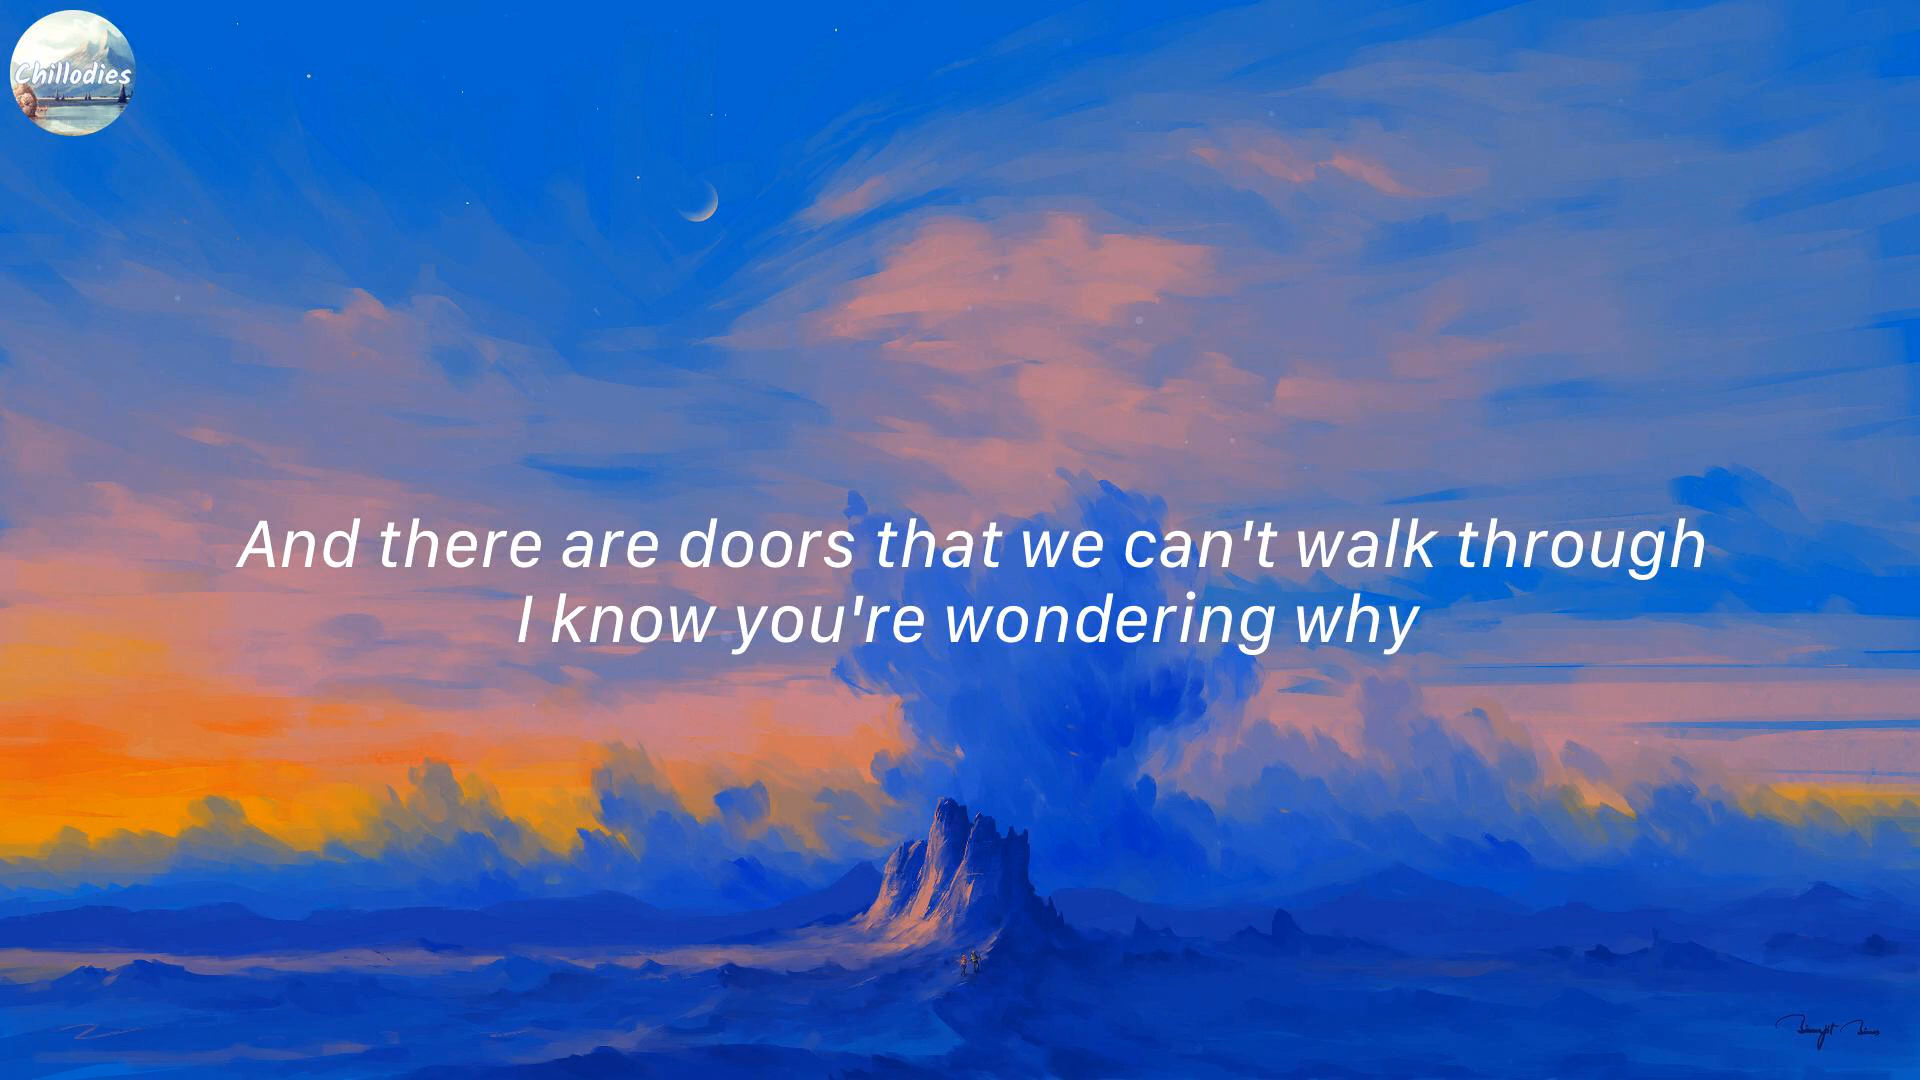 Chillodies
And there are doors that we can't walk through
I know you're wondering why